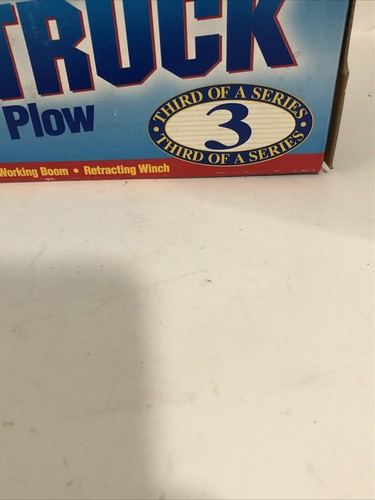 TRUCK
Plow
THIRD OF A SERIES
3
THIRD OF A SERIES
Working Boom • Retracting Winch